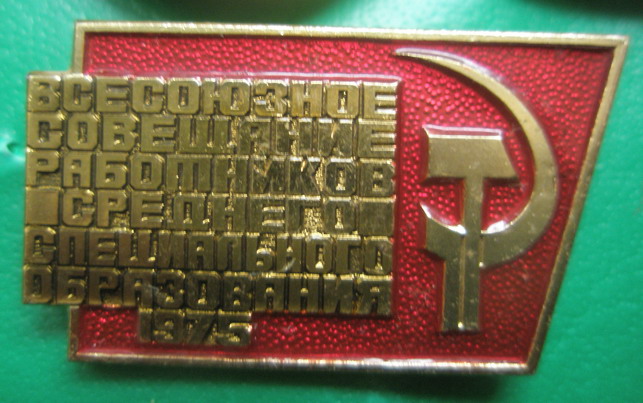 ВСЕСОЮЗНОЕ
СОВЕЩАНИЕ
РАБОТНИКОВ
СРЕДНЕГО
СПЕЦИАЛЬНОГО
ОБРАЗОВАНИЯ
1975